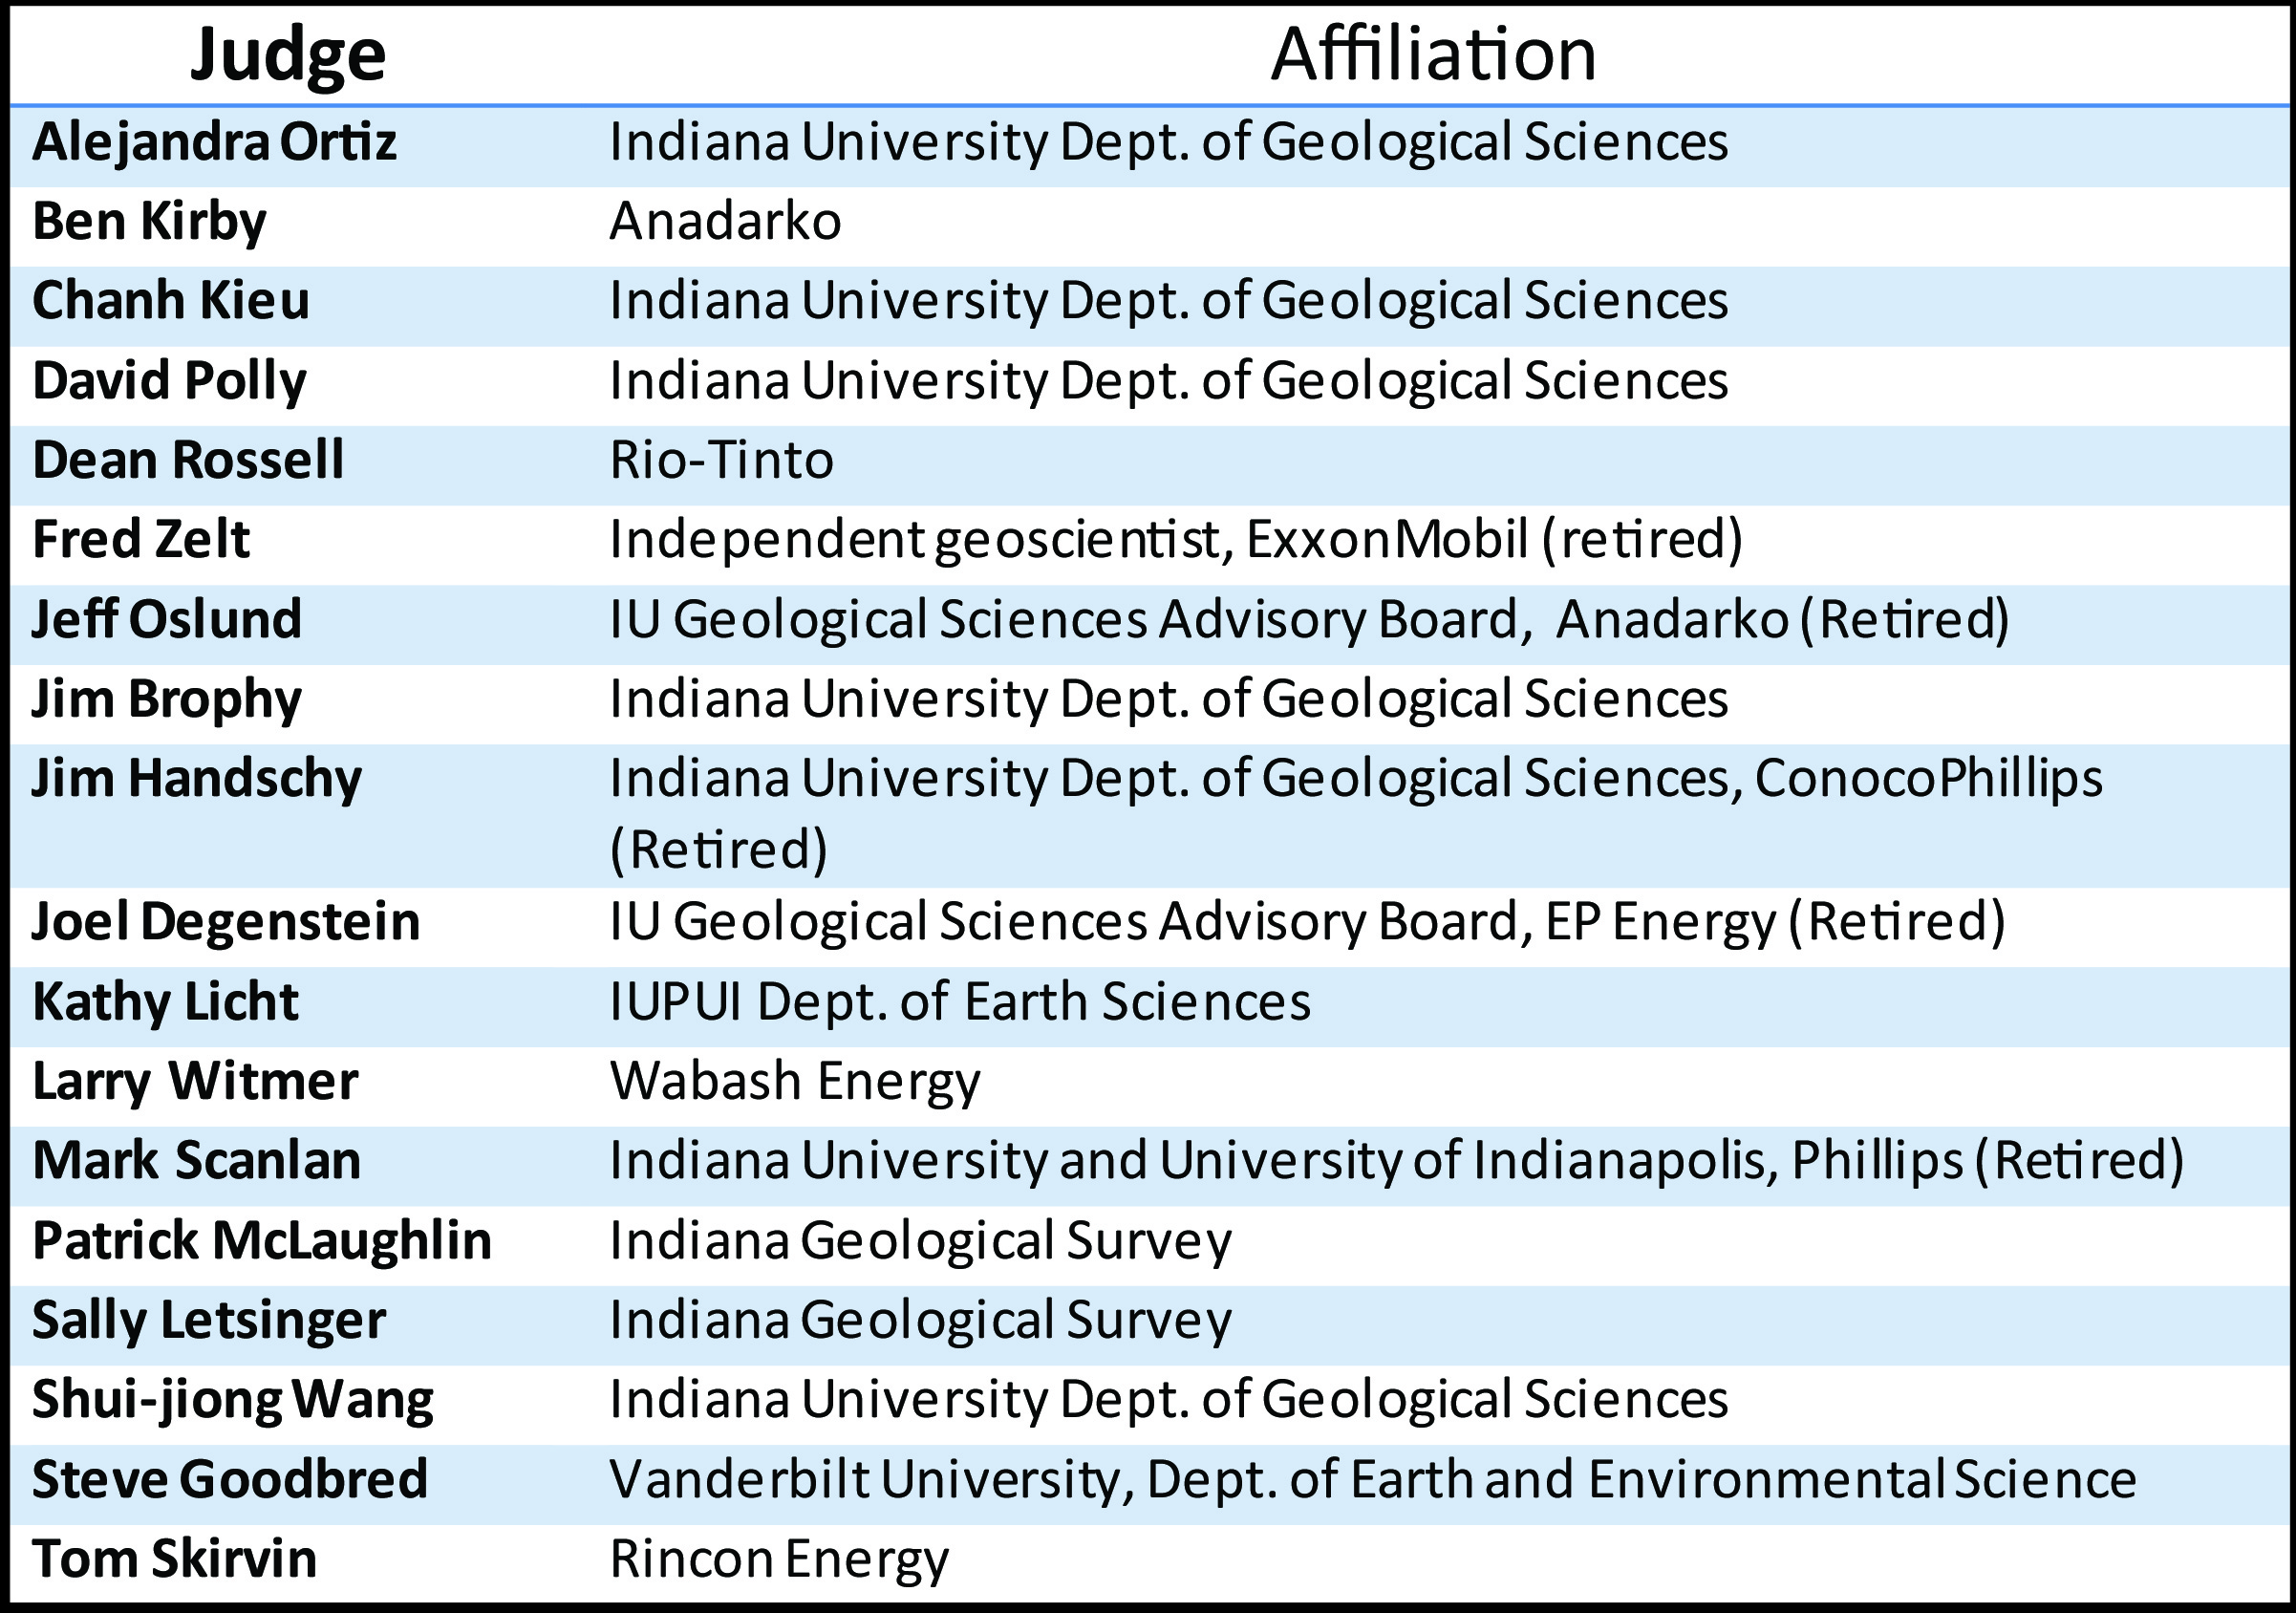 Judge Affiliation
Alejandra Ortiz Indiana University Dept. of Geological Sciences
Ben Kirby Anadarko
Chanh Kieu Indiana University Dept. of Geological Sciences
David Polly Indiana University Dept. of Geological Sciences
Dean Rossell Rio-Tinto
Fred Zelt Independent geoscientist, ExxonMobil (retired)
Jeff Oslund IU Geological Sciences Advisory Board, Anadarko (Retired)
Jim Brophy Indiana University Dept. of Geological Sciences
Jim Handschy Indiana University Dept. of Geological Sciences, ConocoPhillips
(Retired)
Joel Degenstein IU Geological Sciences Advisory Board, EP Energy (Retired)
Kathy Licht IUPUI Dept. of Earth Sciences
Larry Witmer Wabash Energy
Mark Scanlan Indiana University and University of Indianapolis, Phillips (Retired)
Patrick McLaughlin Indiana Geological Survey
Sally Letsinger Indiana Geological Survey
Shui-jiong Wang Indiana University Dept. of Geological Sciences
Steve Goodbred Vanderbilt University, Dept. of Earth and Environmental Science
Tom Skirvin Rincon Energy